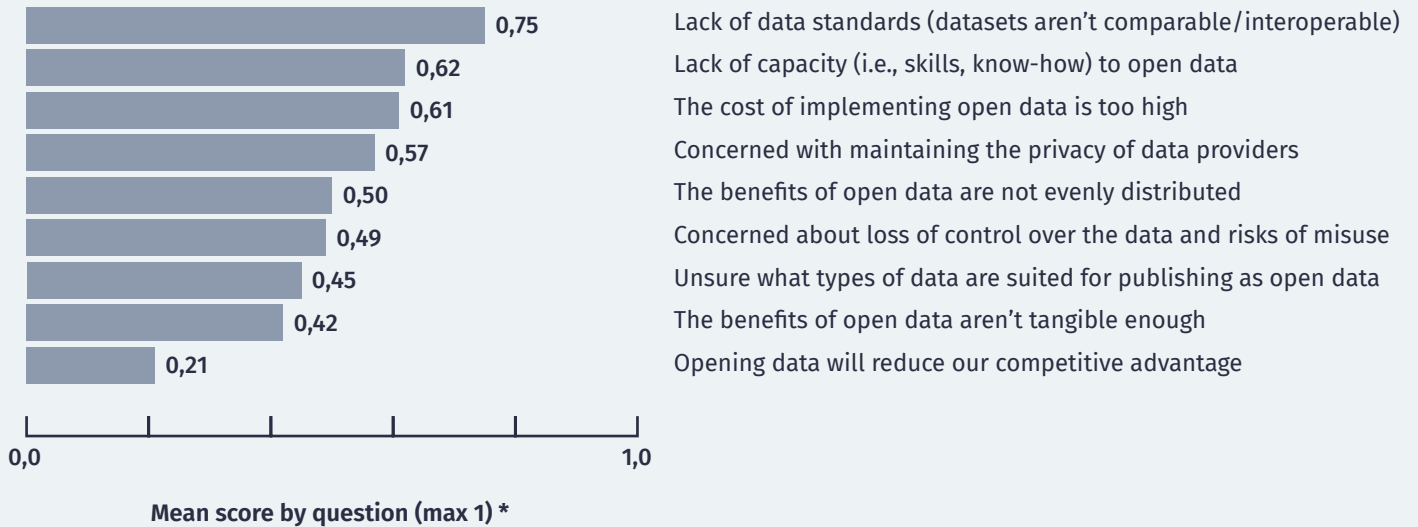 0,75 Lack of data standards (datasets aren’t comparable/interoperable)
0,62 Lack of capacity (i.e., skills, know-how) to open data
0,61 The cost of implementing open data is too high
0,57 Concerned with maintaining the privacy of data providers
0,50 The benefits of open data are not evenly distributed
0,49 Concerned about loss of control over the data and risks of misuse
0,45 Unsure what types of data are suited for publishing as open data
0,42 The benefits of open data aren’t tangible enough
0,21 Opening data will reduce our competitive advantage
0,0 1,0
Mean score by question (max 1) *